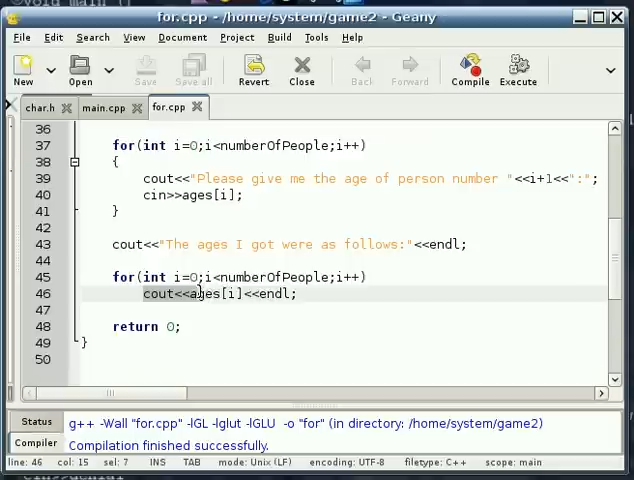 void main ()
for.cpp - /home/system/game2 - Geany
File Edit Search View Document Project Build Tools Help
New Open Save Save all Revert Close Back Forward Compile Execute
char.h main.cpp for.cpp
36
37 for(int i=0;i<numberOfPeople;i++)
38 {
39 cout<<"Please give me the age of person number "<<i+1<<":";
40 cin>>ages[i];
41 }
42
43 cout<<"The ages I got were as follows:"<<endl;
44
45 for(int i=0;i<numberOfPeople;i++)
46 cout<<ages[i]<<endl;
47
48 return 0;
49 }
50
Status
Compiler
g++ -Wall "for.cpp" -lGL -lglut -lGLU -o "for" (in directory: /home/system/game2)
Compilation finished successfully.
line: 46 col: 15 sel: 7 INS TAB mode: Unix (LF) encoding: UTF-8 filetype: C++ scope: main